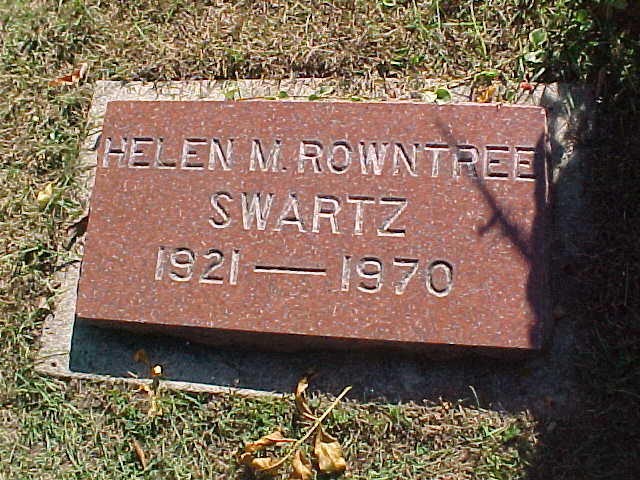 HELEN M. ROWNTREE
SWARTZ
1921 — 1970